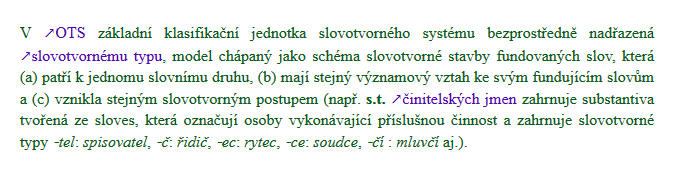 V ↗OTS základní klasifikační jednotka slovotvorného systému bezprostředně nadřazená
↗slovotvornému typu, model chápaný jako schéma slovotvorné stavby fundovaných slov, která
(a) patří k jednomu slovnímu druhu, (b) mají stejný významový vztah ke svým fundujícím slovům
a (c) vznikla stejným slovotvorným postupem (např. s.t. ↗činitelských jmen zahrnuje substantiva
tvořená ze sloves, která označují osoby vykonávající příslušnou činnost a zahrnuje slovotvorné
typy -tel: spisovatel, -č: řidič, -ec: rytec, -ce: soudce, -čí : mluvčí aj.).